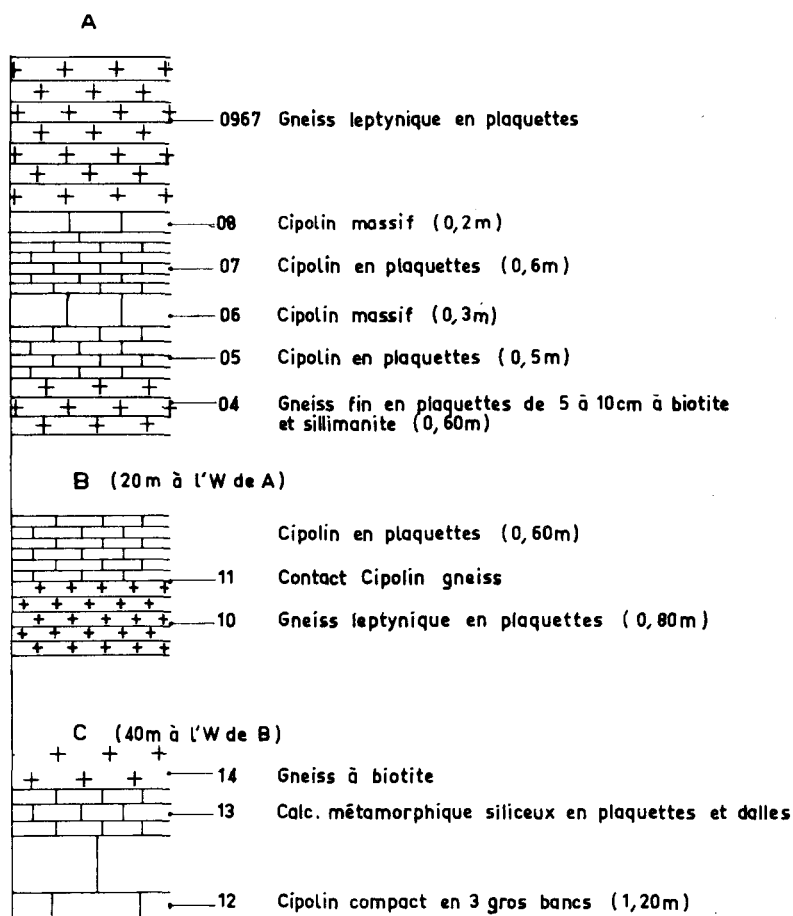 A
0967 Gneiss leptynique en plaquettes
08 Cipolin massif (0,2m)
07 Cipolin en plaquettes (0,6m)
06 Cipolin massif (0,3m)
05 Cipolin en plaquettes (0,5m)
04 Gneiss fin en plaquettes de 5 à 10cm à biotite
et sillimanite (0,60m)
B (20m à l'W de A)
Cipolin en plaquettes (0,60m)
11 Contact Cipolin gneiss
10 Gneiss leptynique en plaquettes (0,80m)
C (40m à l'W de B)
14 Gneiss à biotite
13 Calc. métamorphique siliceux en plaquettes et dalles
12 Cipolin compact en 3 gros bancs (1,20m)